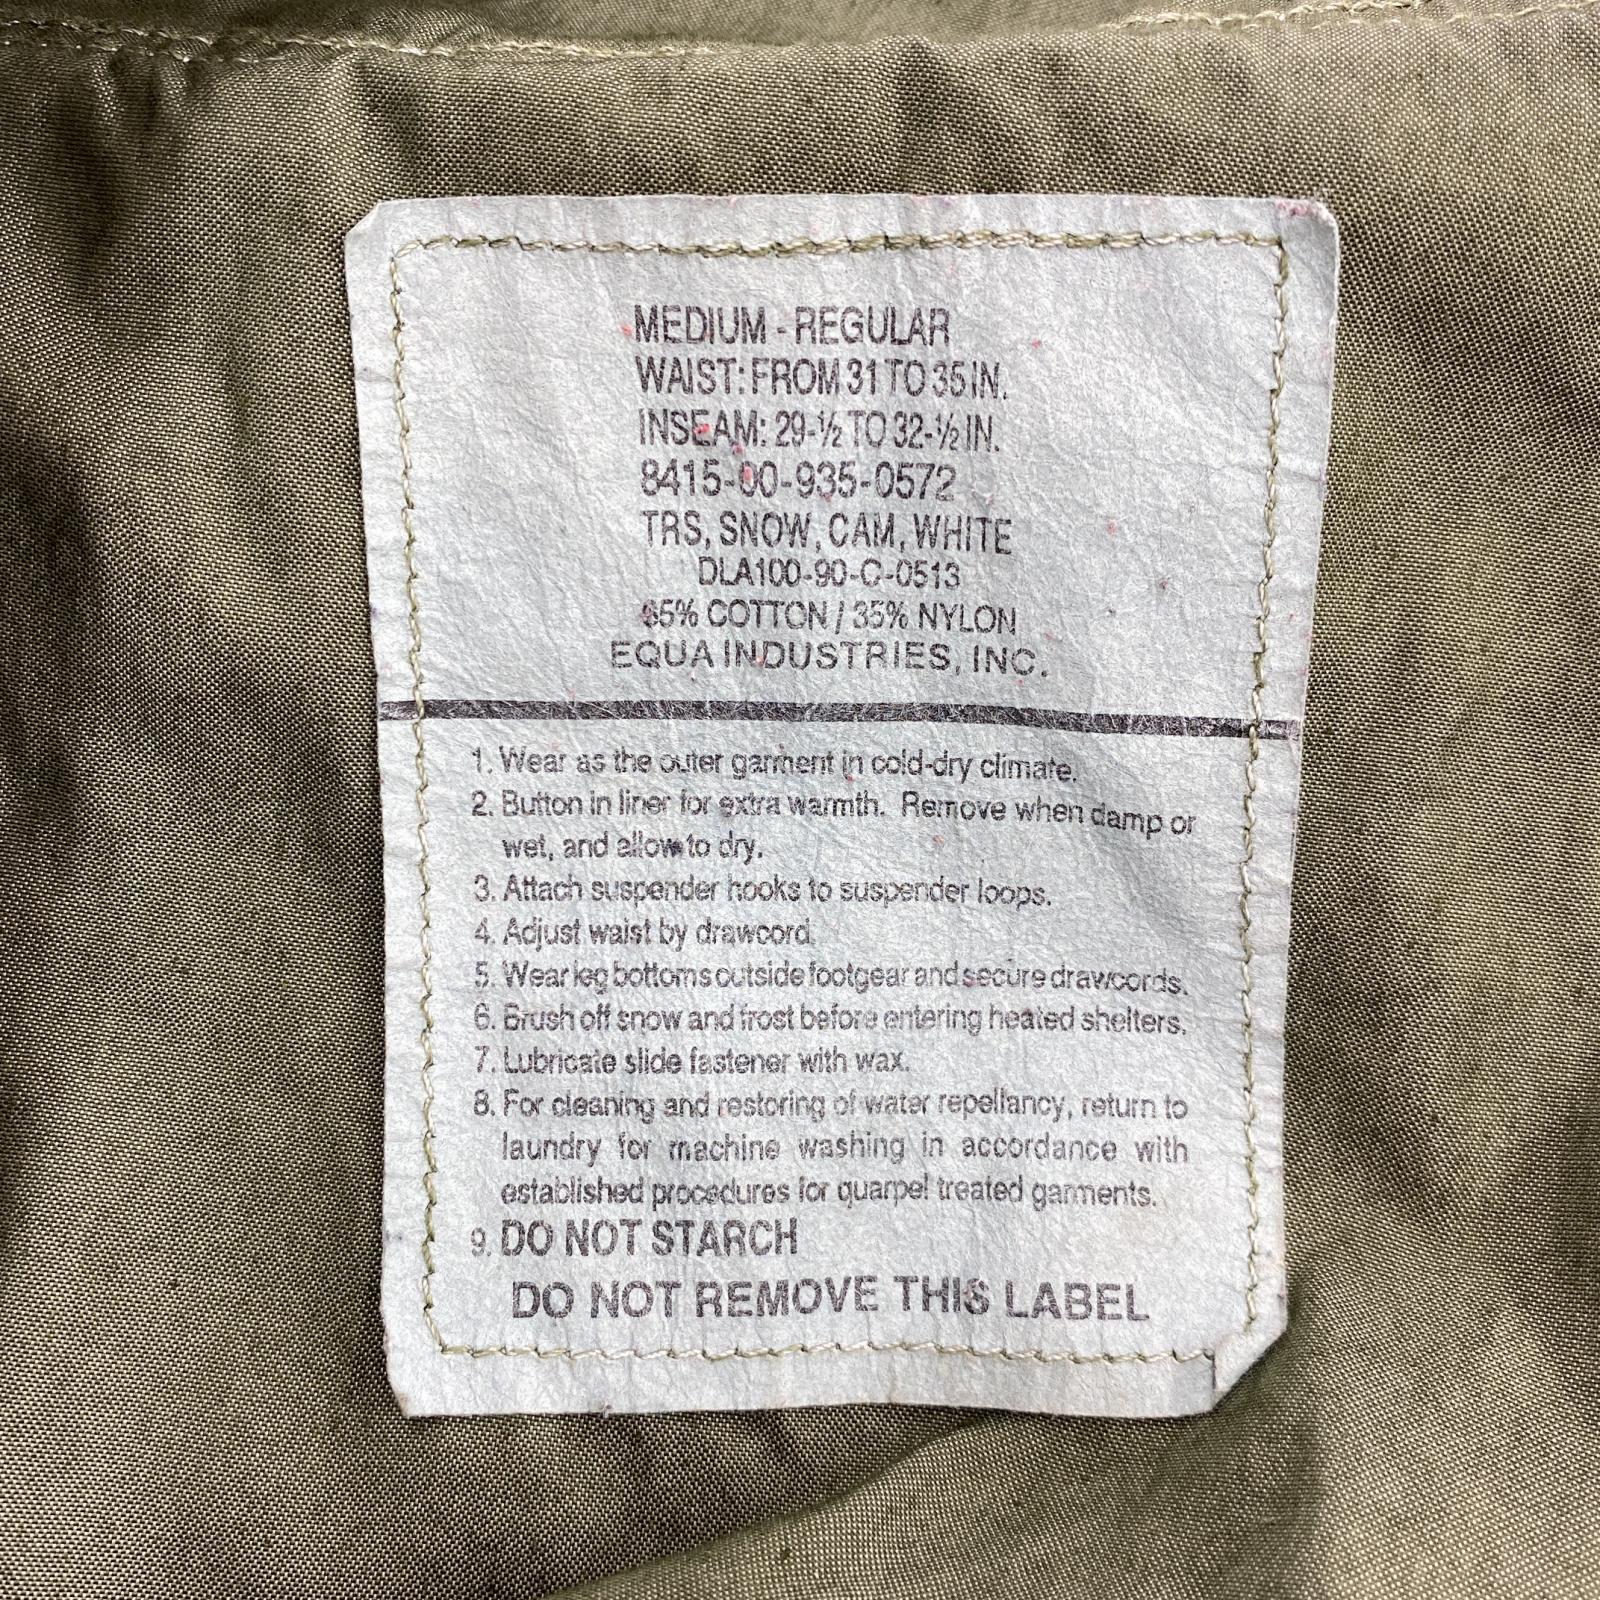 MEDIUM - REGULAR
WAIST: FROM 31 TO 35 IN.
INSEAM: 29-½ TO 32-½ IN.
8415-00-935-0572
TRS, SNOW, CAM, WHITE
DLA100-90-C-0513
65% COTTON / 35% NYLON
EQUA INDUSTRIES, INC.
1. Wear as the outer garment in cold-dry climate.
2. Button in liner for extra warmth. Remove when damp or
wet, and allow to dry.
3. Attach suspender hooks to suspender loops.
4. Adjust waist by drawcord.
5. Wear leg bottoms outside footgear and secure drawcords.
6. Brush off snow and frost before entering heated shelters.
7. Lubricate slide fastener with wax.
8. For cleaning and restoring of water repellancy, return to
laundry for machine washing in accordance with
established procedures for quarpel treated garments.
9. DO NOT STARCH
DO NOT REMOVE THIS LABEL